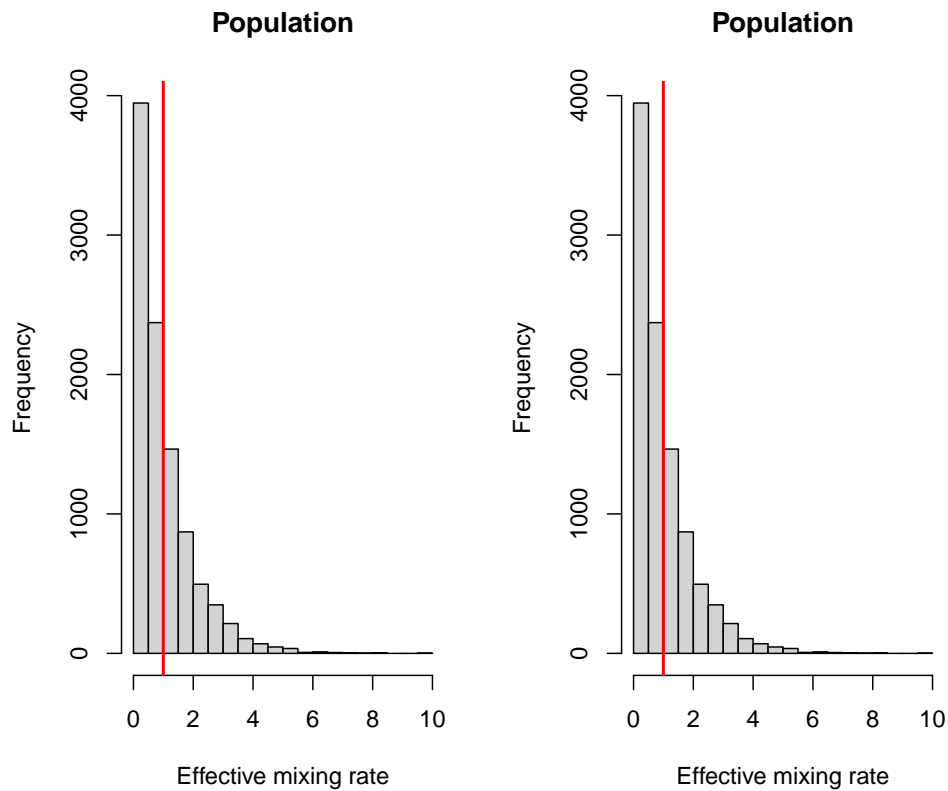 Population
Frequency
4000
3000
2000
1000
0
0 2 4 6 8 10
Effective mixing rate
Population
Frequency
4000
3000
2000
1000
0
0 2 4 6 8 10
Effective mixing rate